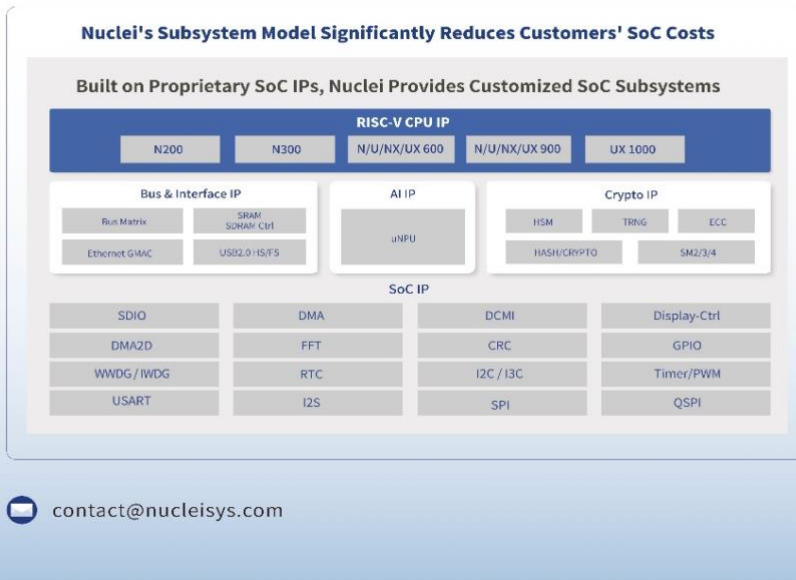 Nuclei's Subsystem Model Significantly Reduces Customers' SoC Costs
Built on Proprietary SoC IPs, Nuclei Provides Customized SoC Subsystems
RISC-V CPU IP
N200
N300
N/U/NX/UX 600
N/U/NX/UX 900
UX 1000
Bus & Interface IP
Bus Matrix
SRAM
SDRAM Ctrl
Ethernet GMAC
USB2.0 HS/FS
AI IP
uNPU
Crypto IP
HSM
TRNG
ECC
HASH/CRYPTO
SM2/3/4
SoC IP
SDIO
DMA
DCMI
Display-Ctrl
DMA2D
FFT
CRC
GPIO
WWDG / IWDG
RTC
I2C / I3C
Timer/PWM
USART
I2S
SPI
QSPI
contact@nucleisys.com